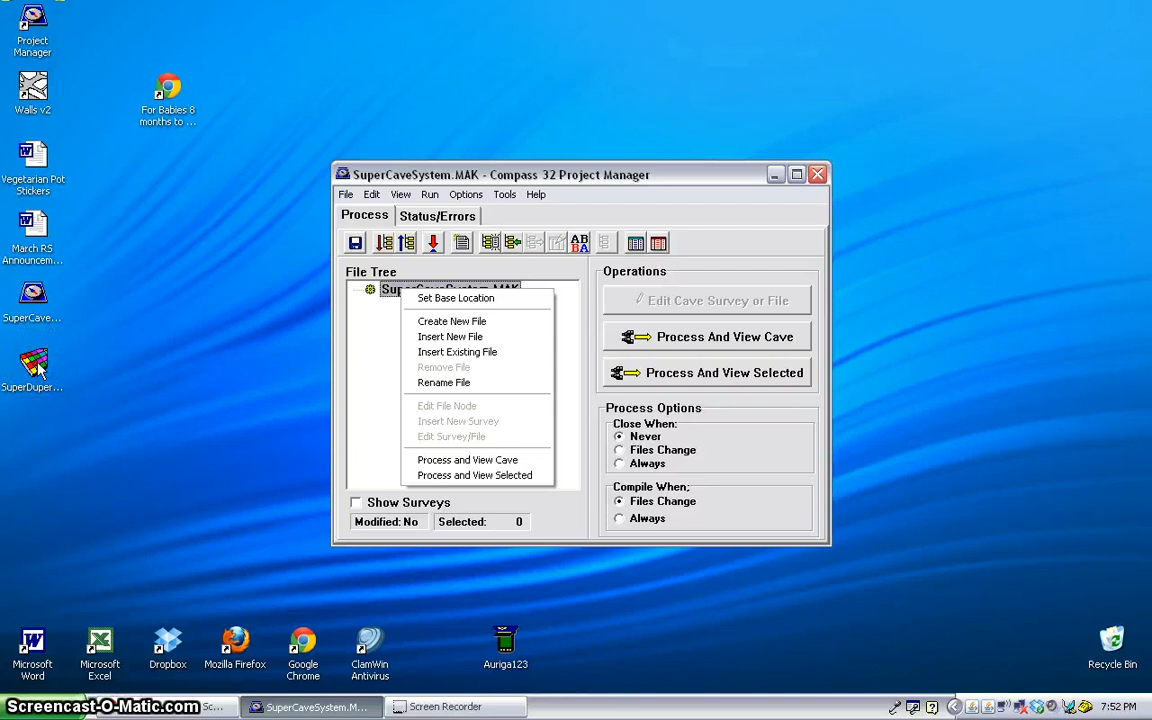 Project
Manager
Walls v2
Vegetarian Pot
Stickers
March RS
Announcem...
SuperCave...
SuperDuper...
For Babies 8
months to ...
SuperCaveSystem.MAK - Compass 32 Project Manager
File Edit View Run Options Tools Help
Process Status/Errors
File Tree
SuperCaveSystem.MAK
Set Base Location
Create New File
Insert New File
Insert Existing File
Remove File
Rename File
Edit File Node
Insert New Survey
Edit Survey/File
Process and View Cave
Process and View Selected
Show Surveys
Modified: No Selected: 0
Operations
Edit Cave Survey or File
Process And View Cave
Process And View Selected
Process Options
Close When:
Never
Files Change
Always
Compile When;
Files Change
Always
Microsoft
Word
Microsoft
Excel
Dropbox
Mozilla Firefox
Google
Chrome
ClamWin
Antivirus
Auriga123
Recycle Bin
Screencast-O-Matic.com
Sc...
SuperCaveSystem.M...
Screen Recorder
7:52 PM